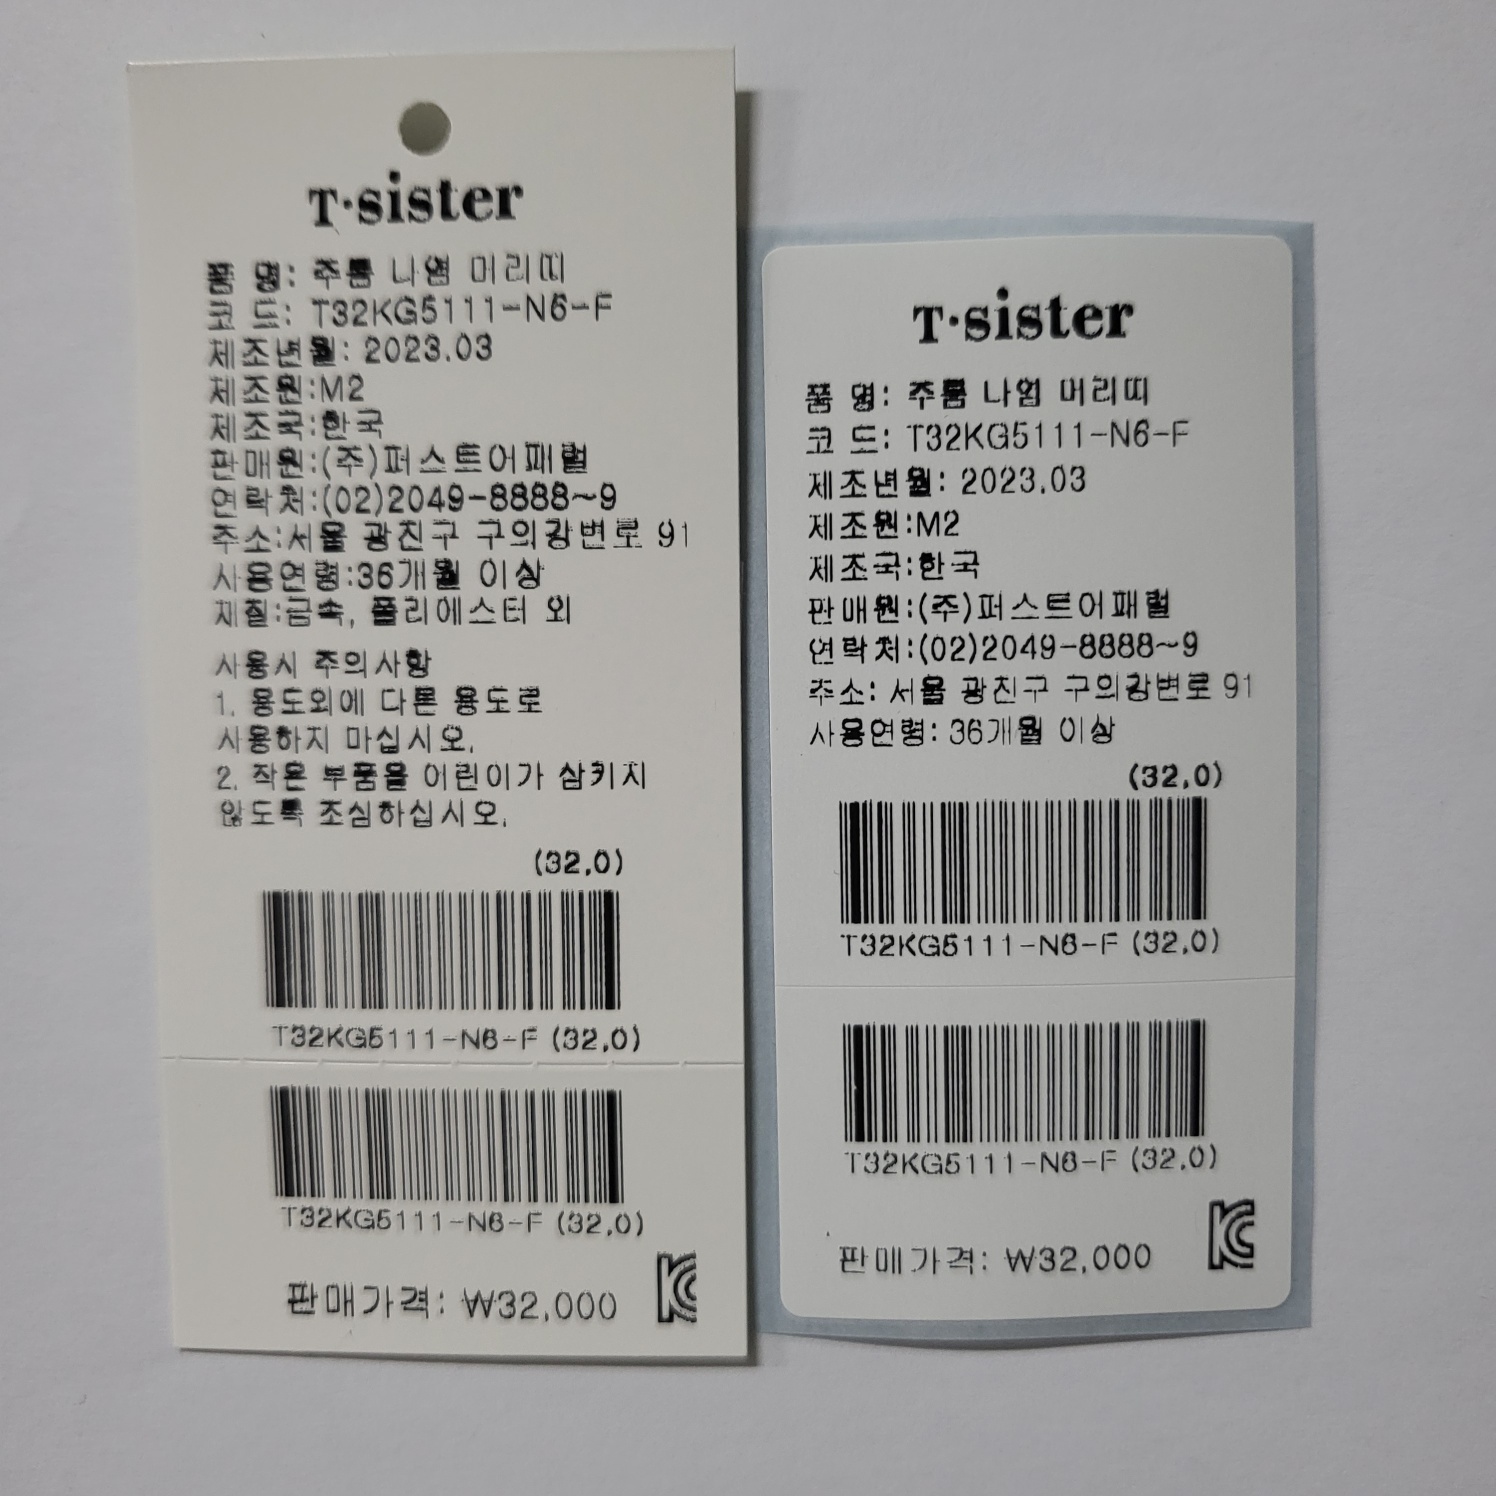 T·sister
품 명: 주름 나염 머리띠
코 드: T32KG5111-N6-F
제조년월: 2023.03
제조원:M2
제조국:한국
판매원:(주)퍼스트어패럴
연락처:(02)2049-8888~9
주소:서울 광진구 구의강변로 91
사용연령:36개월 이상
재질:금속, 폴리에스터 외
사용시 주의사항
1. 용도외에 다른 용도로
사용하지 마십시오.
2. 작은 부품을 어린이가 삼키지
않도록 조심하십시오.
(32.0)
T32KG5111-N6-F (32.0)
T32KG5111-N6-F (32.0)
판매가격: ₩32,000
KC
T·sister
품 명: 주름 나염 머리띠
코 드: T32KG5111-N6-F
제조년월: 2023.03
제조원:M2
제조국:한국
판매원:(주)퍼스트어패럴
연락처:(02)2049-8888~9
주소: 서울 광진구 구의강변로 91
사용연령: 36개월 이상
(32.0)
T32KG5111-N6-F (32.0)
T32KG5111-N6-F (32.0)
판매가격: ₩32,000
KC